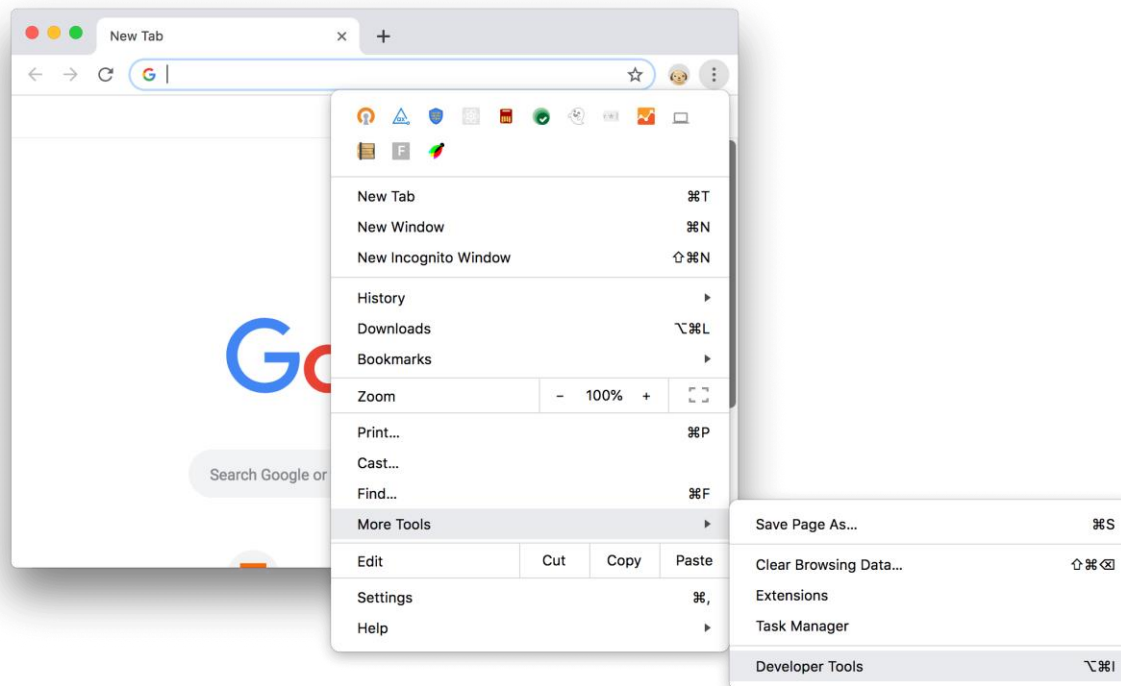 New Tab
New Tab ⌘T
New Window ⌘N
New Incognito Window ⇧⌘N
History
Downloads ⌥⌘L
Bookmarks
Zoom - 100% +
Print... ⌘P
Cast...
Search Google or
Find... ⌘F
More Tools
Edit Cut Copy Paste
Settings ⌘,
Help
Save Page As... ⌘S
Clear Browsing Data... ⇧⌘⌫
Extensions
Task Manager
Developer Tools ⌥⌘I